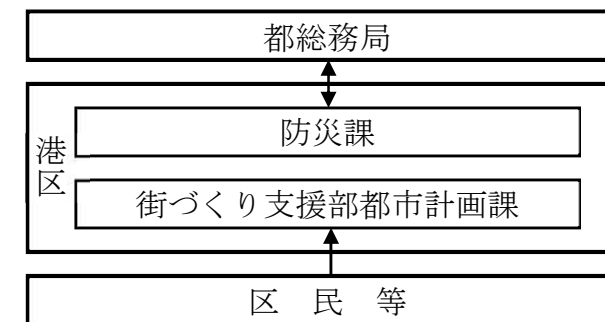 都総務局
港区
防災課
街づくり支援部都市計画課
区民等